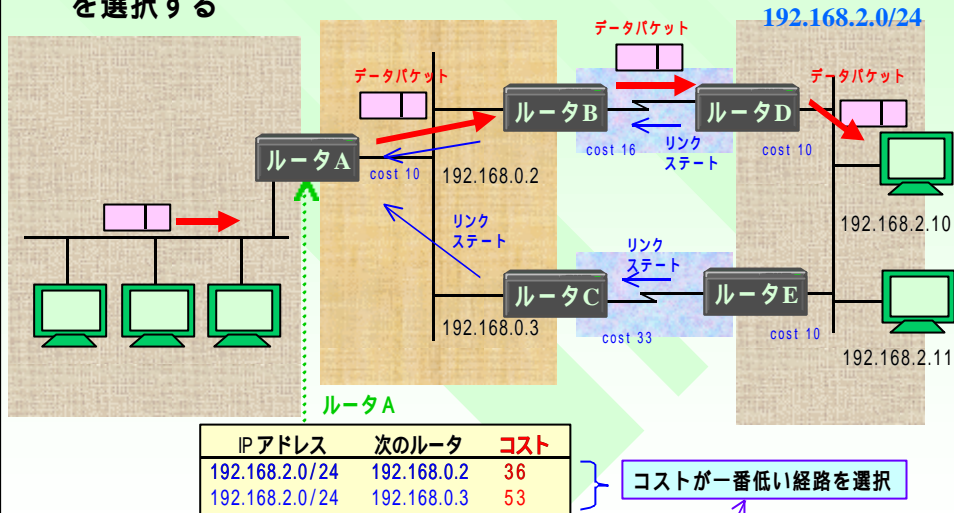 を選択する
192.168.2.0/24
データパケット
データパケット
データパケット
ルータB
ルータD
ルータA
cost 10
192.168.0.2
cost 16
リンク
ステート
cost 10
192.168.2.10
リンク
ステート
リンク
ステート
ルータC
ルータE
192.168.0.3
cost 33
cost 10
192.168.2.11
ルータA
IPアドレス 次のルータ コスト
192.168.2.0/24 192.168.0.2 36
192.168.2.0/24 192.168.0.3 53
コストが一番低い経路を選択